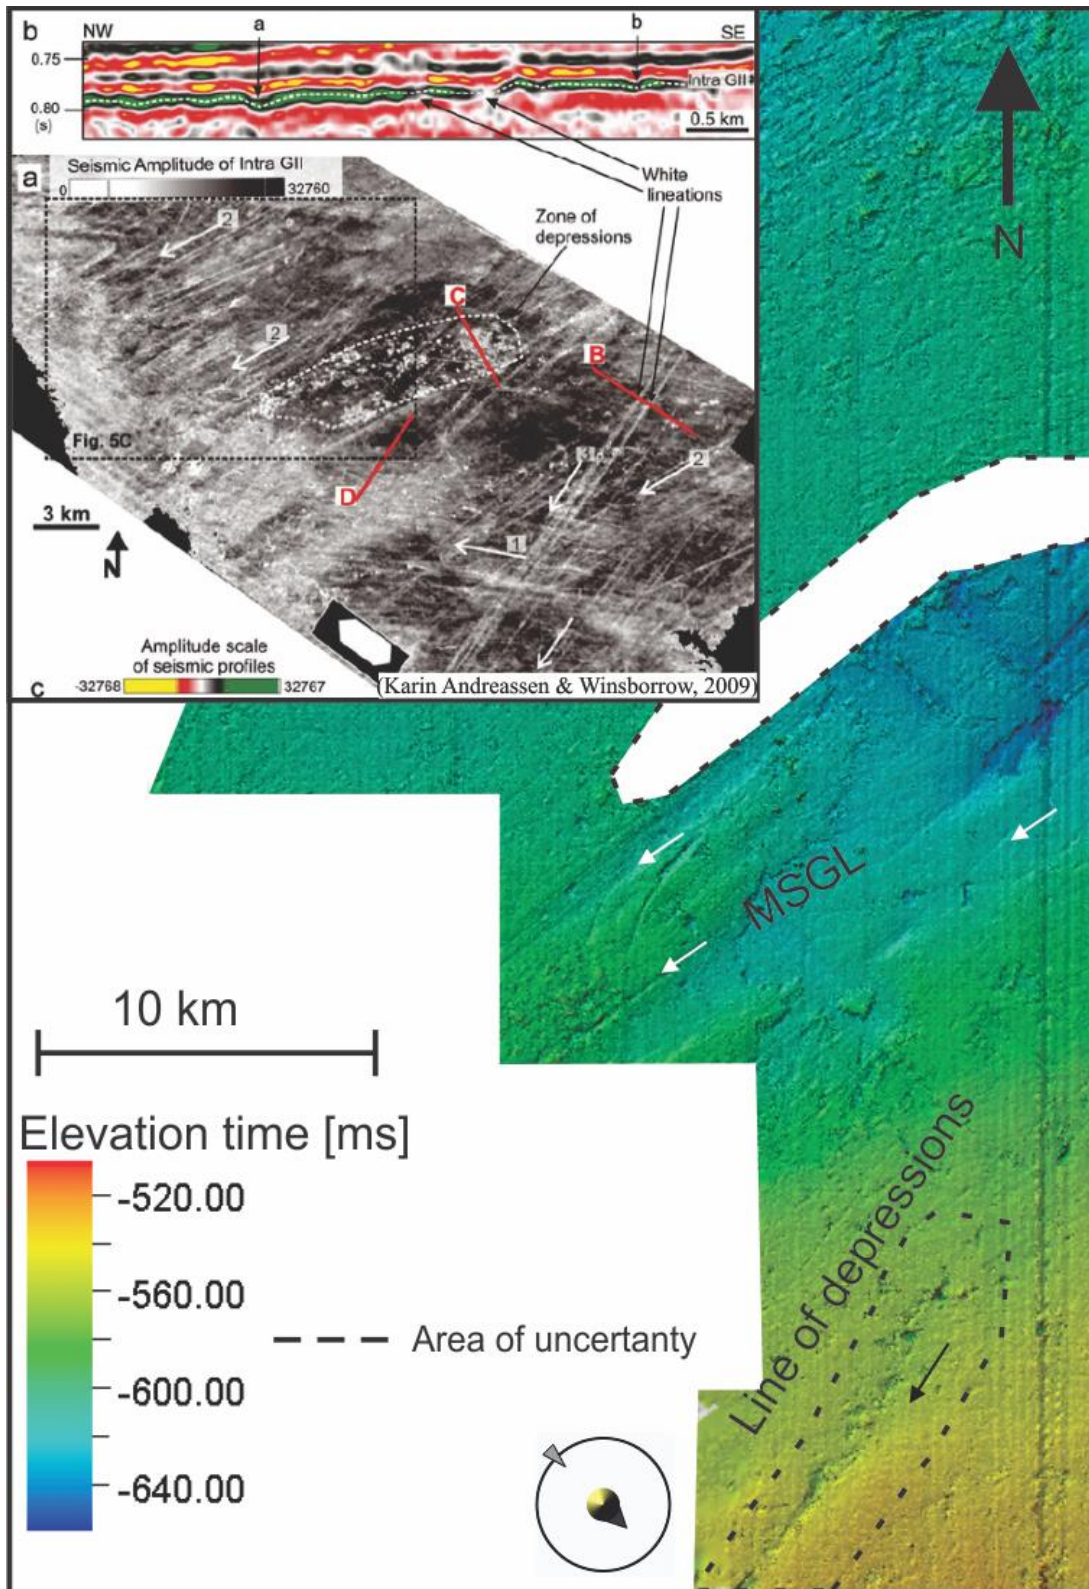 b
NW
a
b
SE
0.75
0.80
(s)
Intra GII
0.5 km
a
Seismic Amplitude of Intra GII
0
32760
White
lineations
Zone of
depressions
2
2
C
B
Fig. 5C
3
2
D
3 km
1
N
Amplitude scale
of seismic profiles
c
-32768
32767
(Karin Andreassen & Winsborrow, 2009)
N
MSGL
10 km
Line of depressions
Elevation time [ms]
-520.00
-560.00
-600.00
-640.00
Area of uncertanty